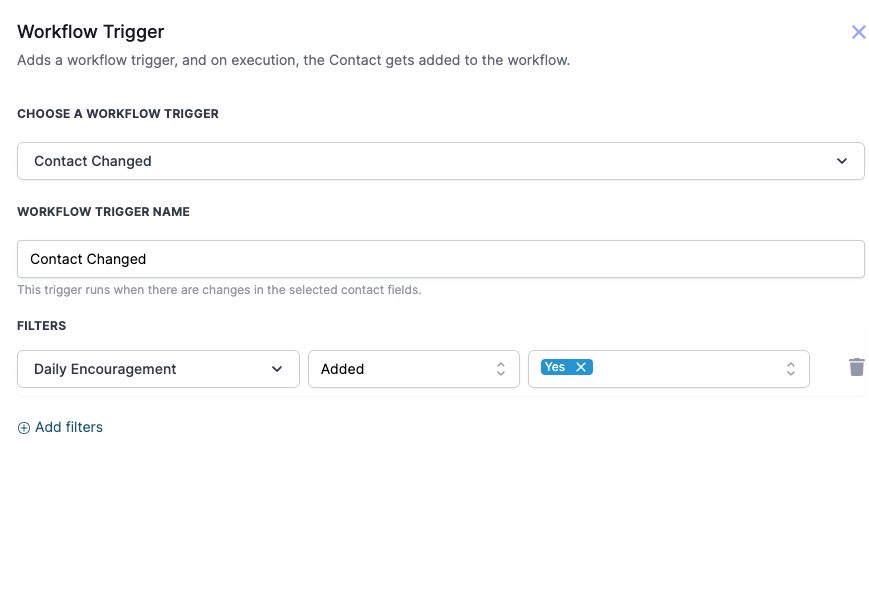 Workflow Trigger
Adds a workflow trigger, and on execution, the Contact gets added to the workflow.
CHOOSE A WORKFLOW TRIGGER
Contact Changed
WORKFLOW TRIGGER NAME
Contact Changed
This trigger runs when there are changes in the selected contact fields.
FILTERS
Daily Encouragement Added Yes
Add filters